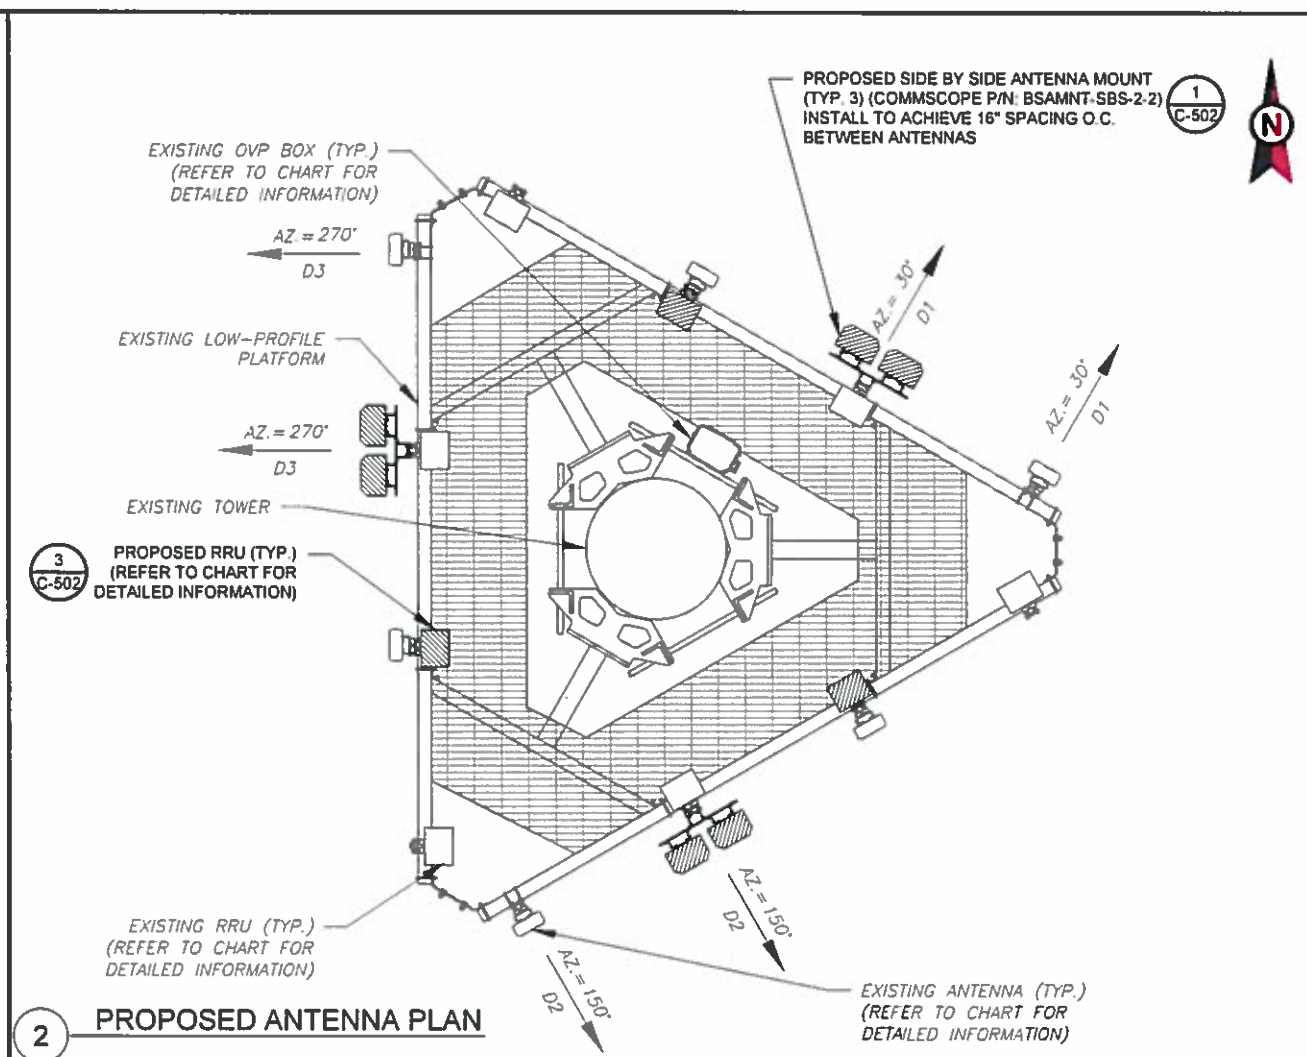 PROPOSED SIDE BY SIDE ANTENNA MOUNT
(TYP. 3) (COMMSCOPE P/N: BSAMNT-SBS-2-2)
INSTALL TO ACHIEVE 16" SPACING O.C.
BETWEEN ANTENNAS
1
C-502
N
EXISTING OVP BOX (TYP.)
(REFER TO CHART FOR
DETAILED INFORMATION)
AZ. = 270°
D3
AZ. = 30°
D1
EXISTING LOW-PROFILE
PLATFORM
AZ. = 30°
D1
AZ. = 270°
D3
EXISTING TOWER
3
C-502
PROPOSED RRU (TYP.)
(REFER TO CHART FOR
DETAILED INFORMATION)
AZ. = 150°
D2
EXISTING RRU (TYP.)
(REFER TO CHART FOR
DETAILED INFORMATION)
AZ. = 150°
D2
EXISTING ANTENNA (TYP.)
(REFER TO CHART FOR
DETAILED INFORMATION)
2
PROPOSED ANTENNA PLAN